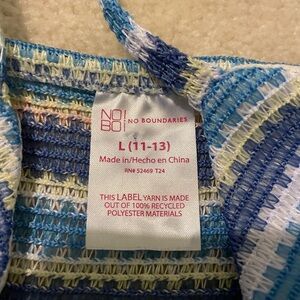 NO
BO
NO BOUNDARIES
L (11-13)
Made in/Hecho en China
RN# 52469 T24
THIS LABEL YARN IS MADE
OUT OF 100% RECYCLED
POLYESTER MATERIALS